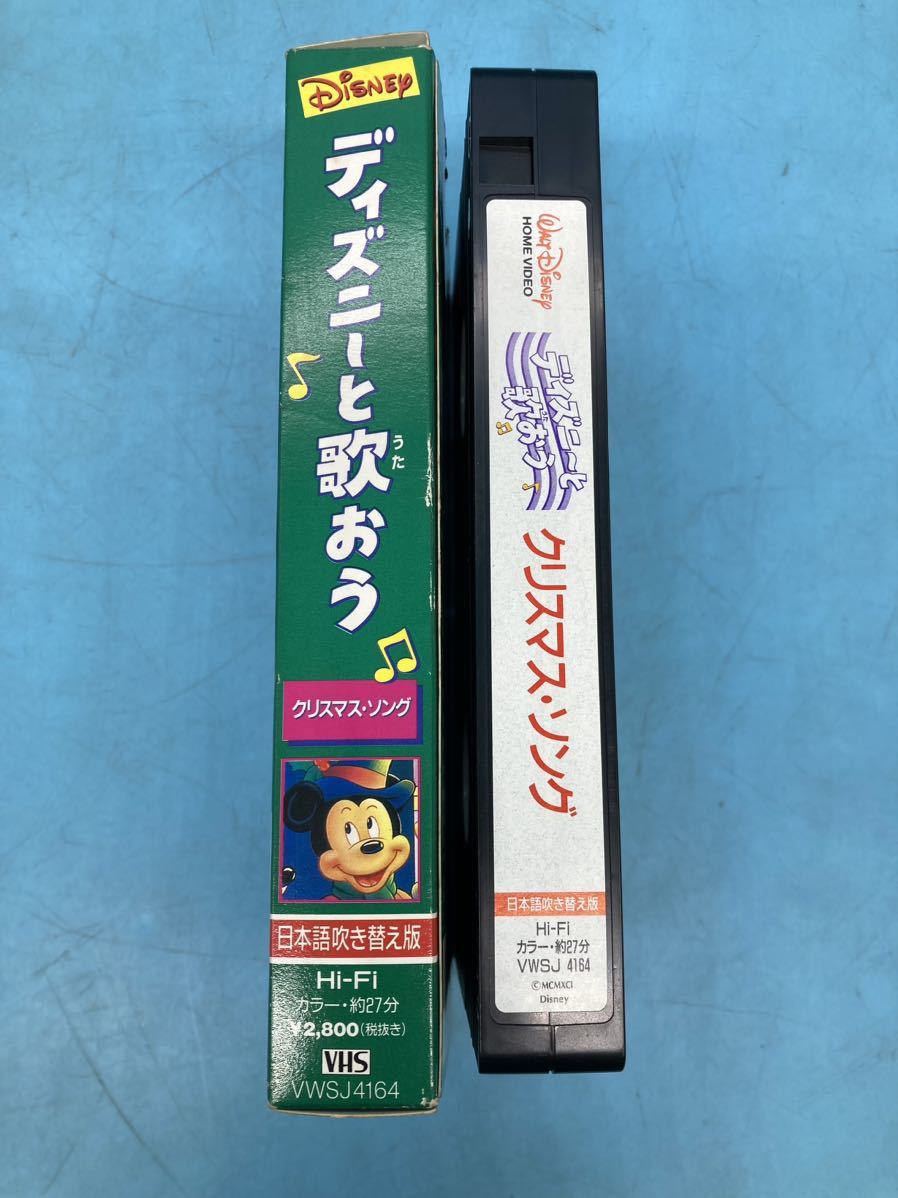 DISNEY
ディズニーと歌おう
うた
クリスマス・ソング
日本語吹き替え版
Hi-Fi
カラー・約27分
¥2,800(税抜き)
VHS
VWSJ4164
WALT DISNEY
HOME VIDEO
ディズニーと
歌おう
クリスマス・ソング
日本語吹き替え版
Hi-Fi
カラー・約27分
VWSJ 4164
©MCMXCI
Disney